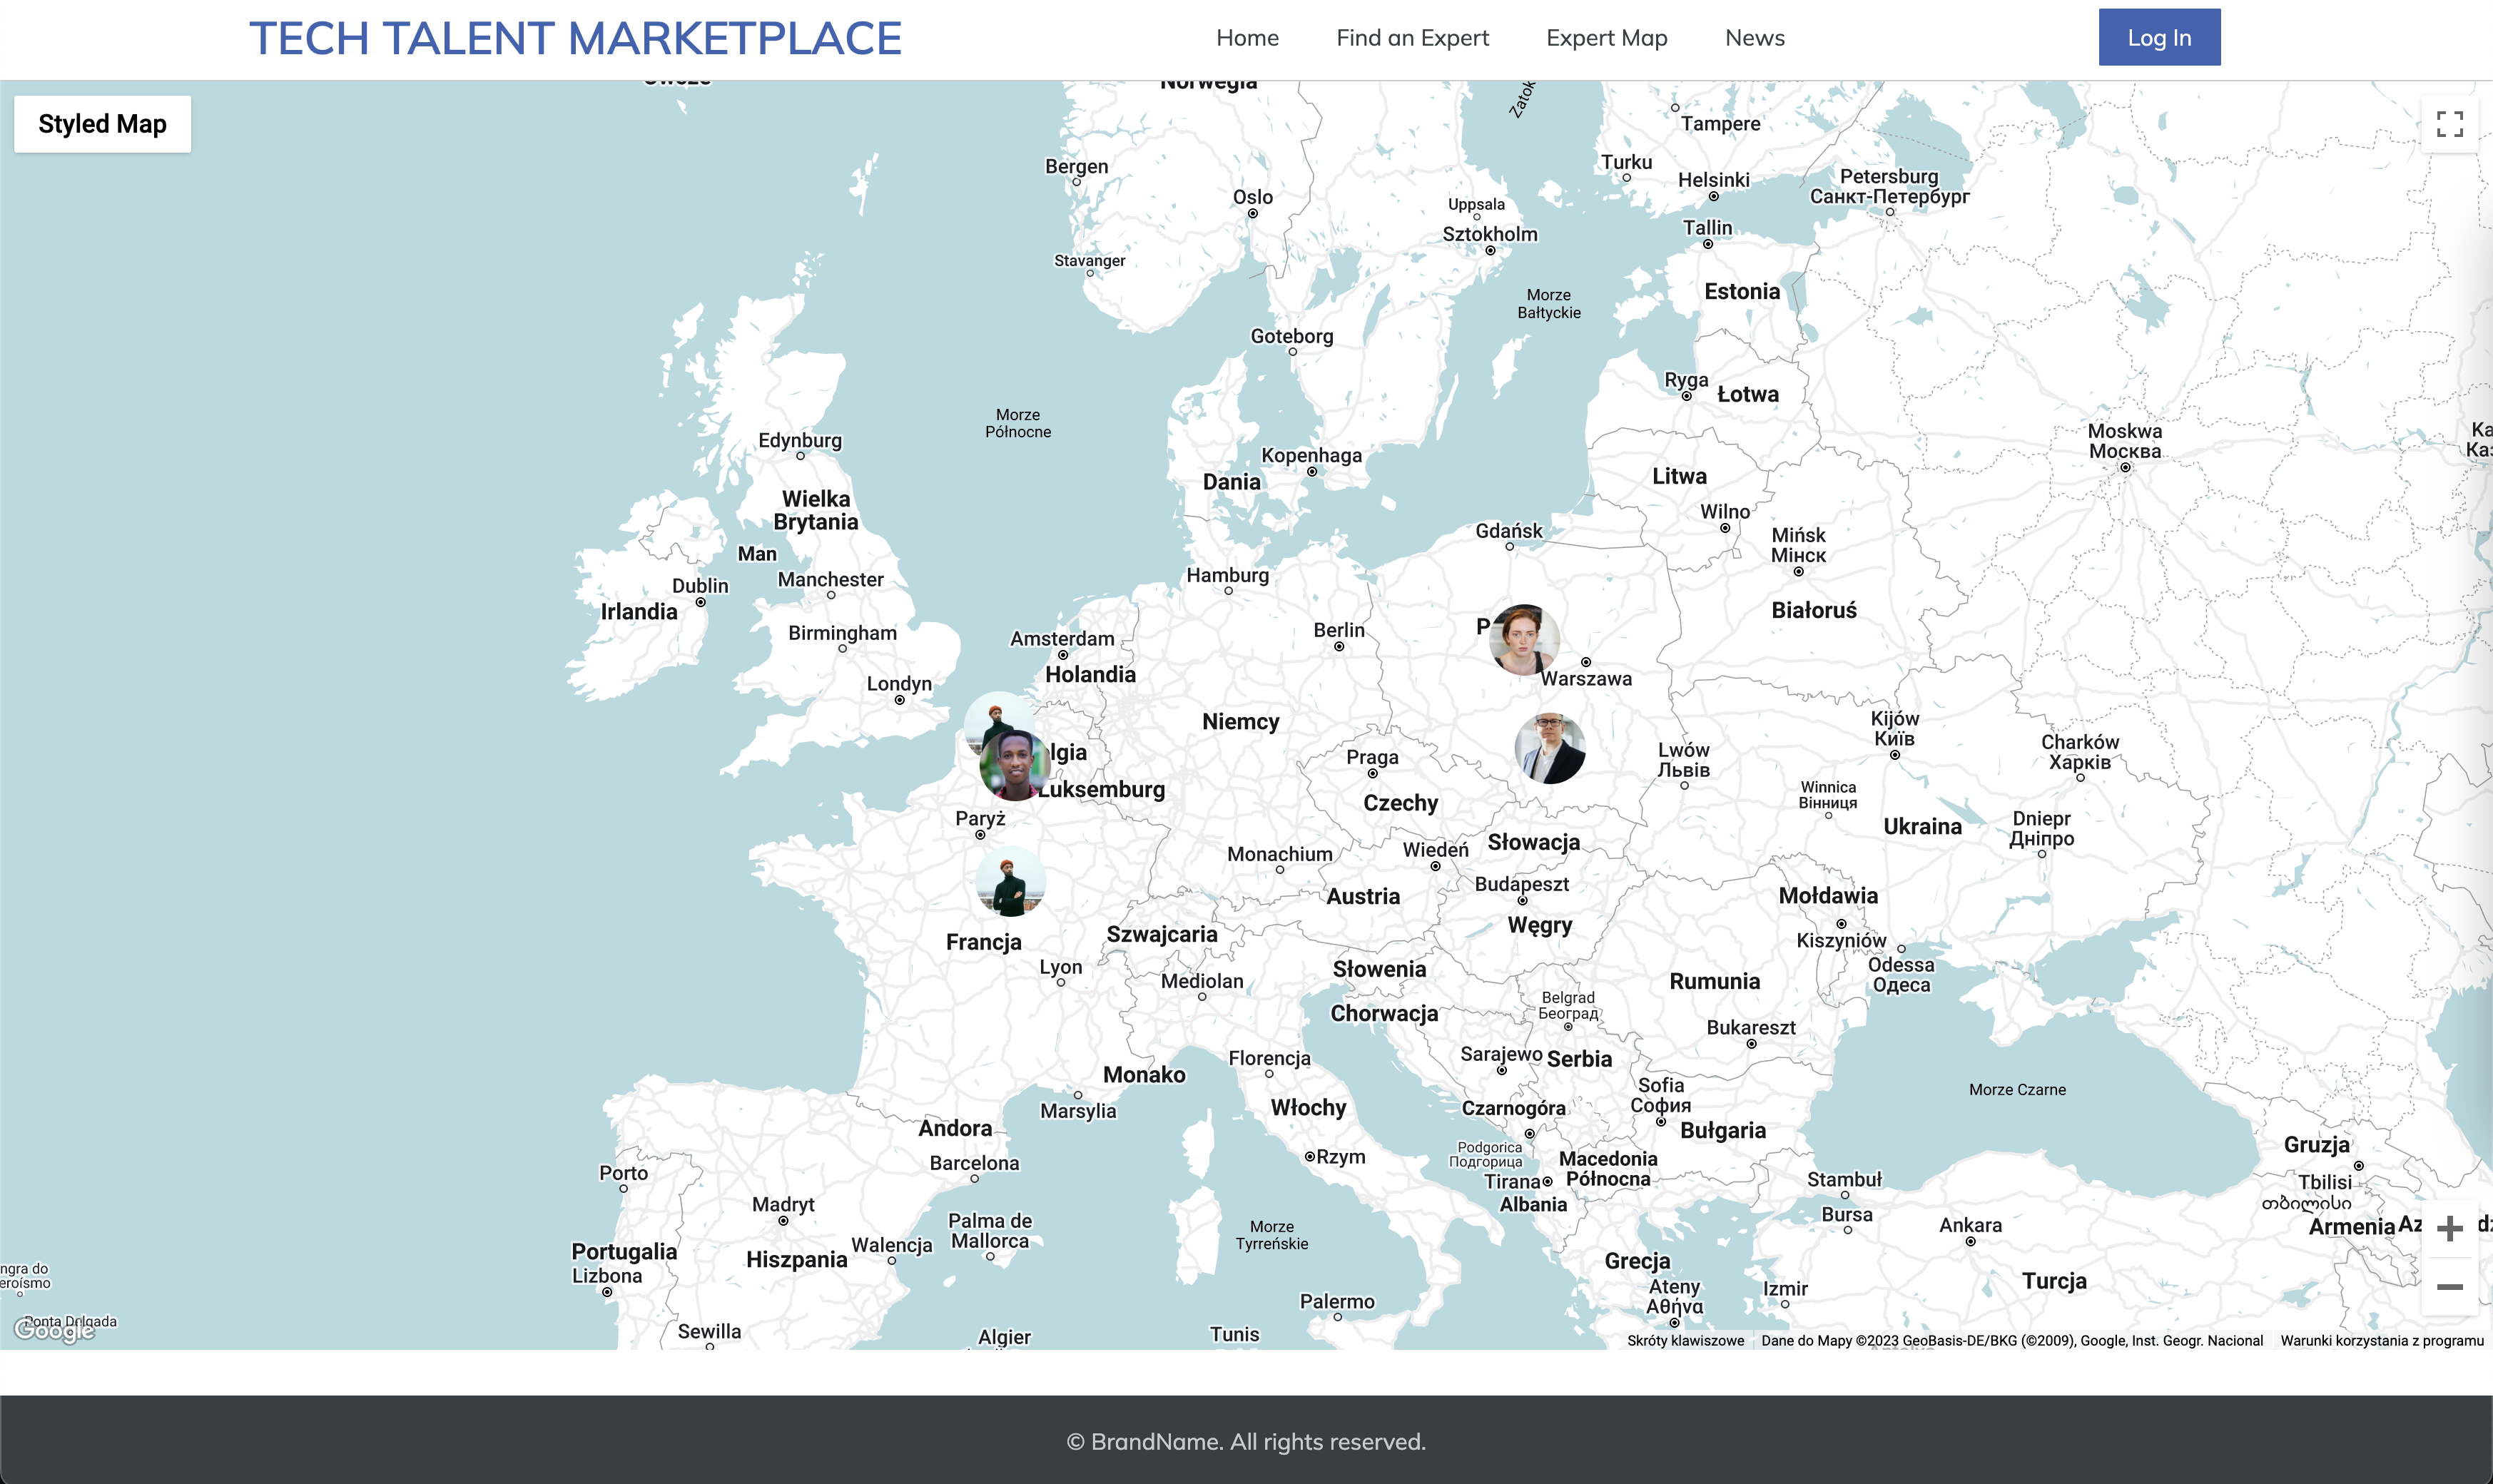 TECH TALENT MARKETPLACE
Home
Find an Expert
Expert Map
News
Log In
Styled Map
Norwegia
Zatok
Tampere
Bergen
Turku
Helsinki
Petersburg
Санкт-Петербург
Oslo
Uppsala
Sztokholm
Tallin
Stavanger
Estonia
Morze
Bałtyckie
Goteborg
Ryga
Łotwa
Morze
Północne
Edynburg
Kopenhaga
Moskwa
Москва
Dania
Litwa
Wielka
Brytania
Wilno
Gdańsk
Mińsk
Мінск
Man
Manchester
Hamburg
Dublin
Irlandia
Białoruś
Birmingham
Amsterdam
Berlin
P
Holandia
Londyn
Warszawa
Niemcy
Kijów
Київ
lgia
Praga
Lwów
Львів
Charków
Харків
Luksemburg
Czechy
Winnica
Вінниця
Paryż
Ukraina
Dniepr
Дніпро
Słowacja
Monachium
Wiedeń
Budapeszt
Austria
Mołdawia
Węgry
Francja
Szwajcaria
Kiszyniów
Lyon
Słowenia
Odessa
Одеса
Mediolan
Rumunia
Chorwacja
Belgrad
Београд
Bukareszt
Florencja
Sarajewo
Serbia
Monako
Sofia
София
Morze Czarne
Marsylia
Włochy
Czarnogóra
Andora
Bułgaria
Gruzja
Podgorica
Подгорица
Rzym
Barcelona
Macedonia
Północna
Porto
Tirana
Stambuł
Tbilisi
თბილისი
Madryt
Albania
Palma de
Mallorca
Bursa
Ankara
Armenia
Az
Morze
Tyrreńskie
Walencja
Portugalia
Hiszpania
Grecja
Lizbona
ngra do
eroísmo
Turcja
Ateny
Αθήνα
Izmir
Palermo
Ponta Delgada
Google
Sewilla
Algier
Tunis
Skróty klawiszowe
Dane do Mapy ©2023 GeoBasis-DE/BKG (©2009), Google, Inst. Geogr. Nacional
Warunki korzystania z programu
© BrandName. All rights reserved.